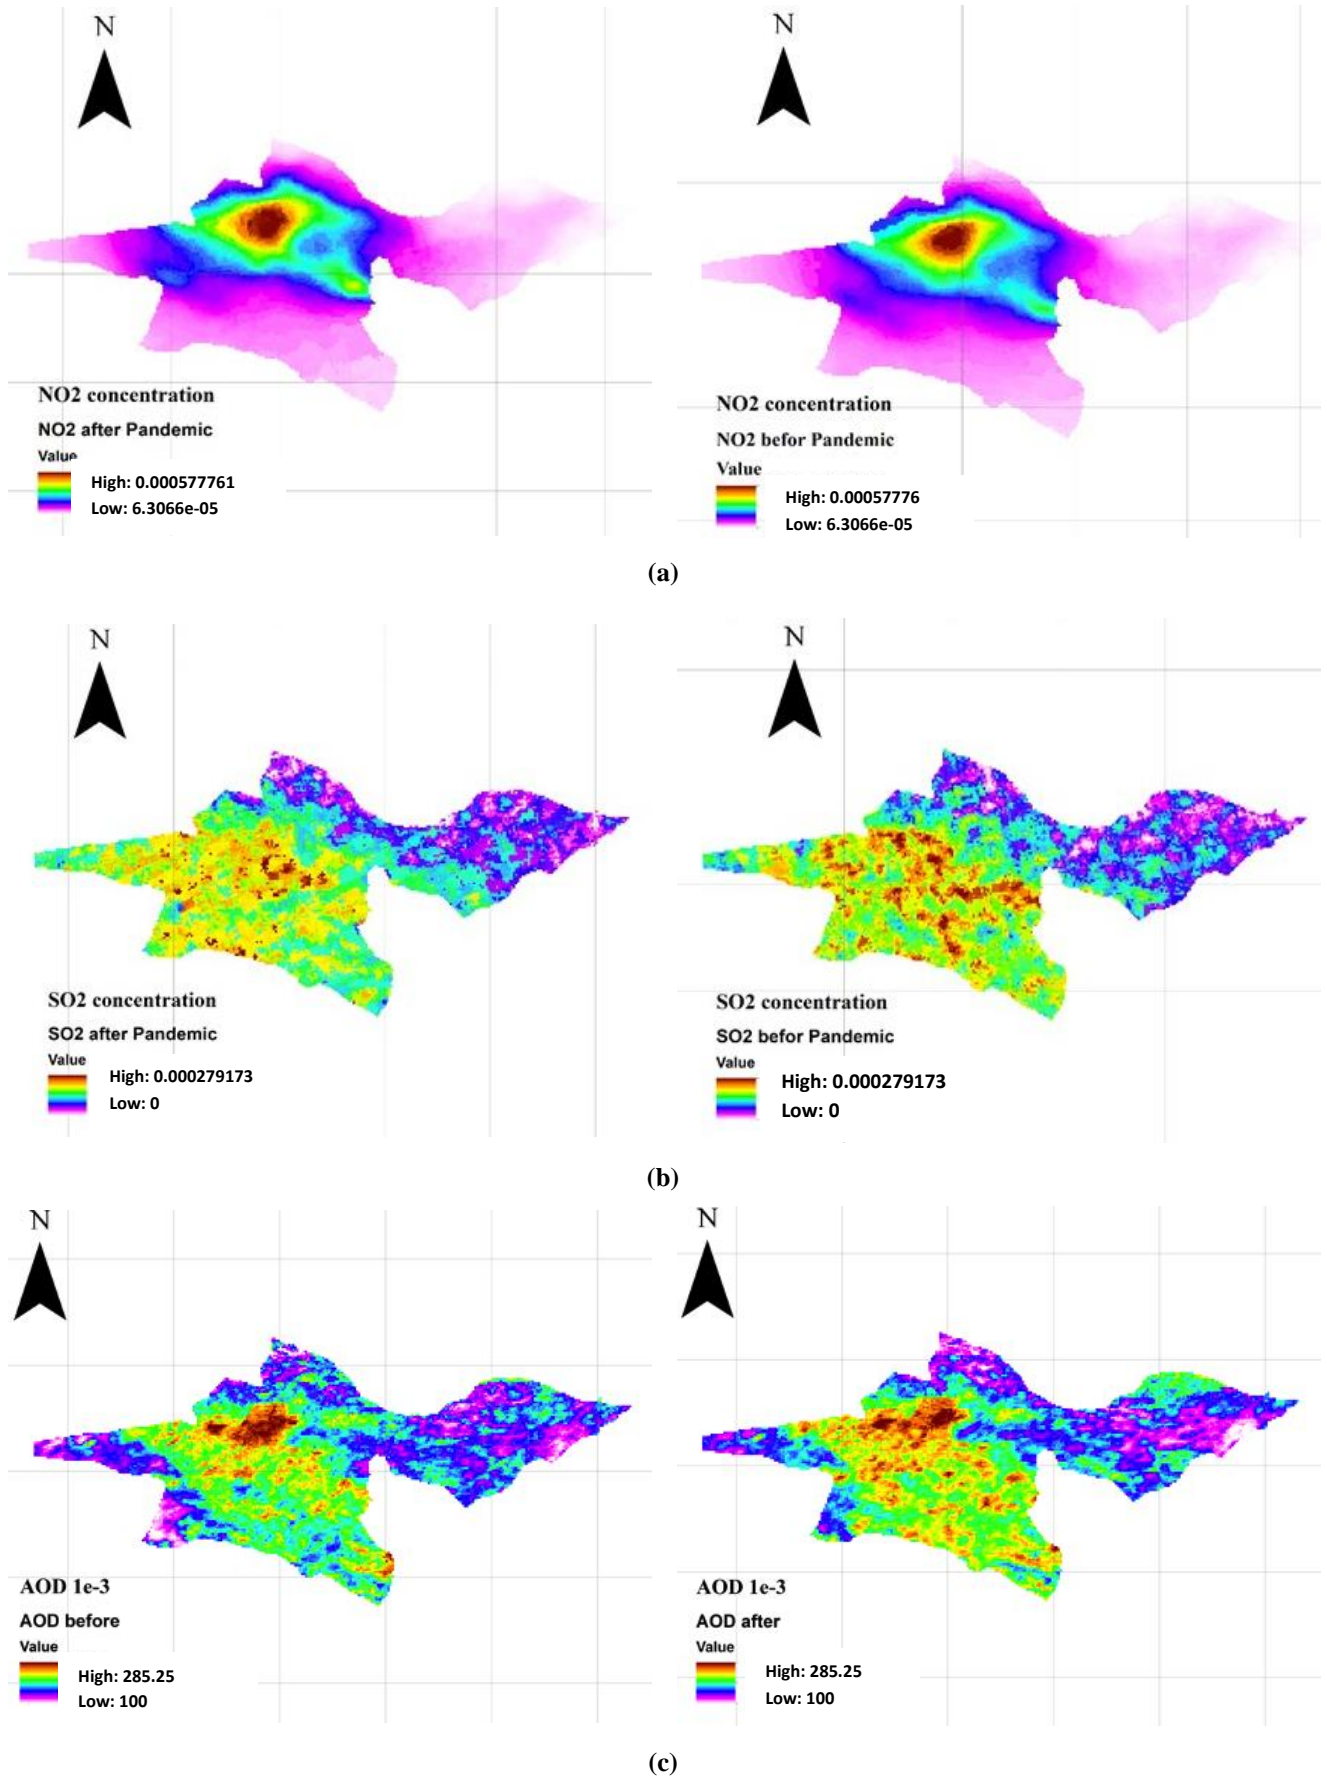 N
NO2 concentration
NO2 after Pandemic
Value
High: 0.000577761
Low: 6.3066e-05
N
NO2 concentration
NO2 befor Pandemic
Value
High: 0.00057776
Low: 6.3066e-05
(a)
N
SO2 concentration
SO2 after Pandemic
Value
High: 0.000279173
Low: 0
N
SO2 concentration
SO2 befor Pandemic
Value
High: 0.000279173
Low: 0
(b)
N
AOD 1e-3
AOD before
Value
High: 285.25
Low: 100
N
AOD 1e-3
AOD after
Value
High: 285.25
Low: 100
(c)